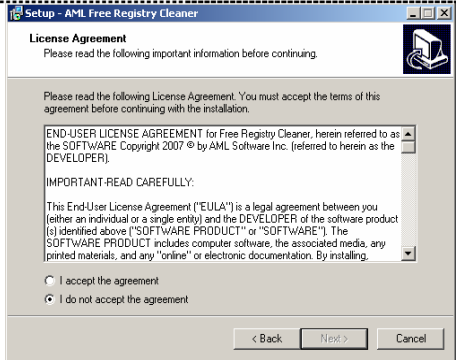 Setup - AML Free Registry Cleaner
License Agreement
Please read the following important information before continuing.
Please read the following License Agreement. You must accept the terms of this
agreement before continuing with the installation.
END-USER LICENSE AGREEMENT for Free Registry Cleaner, herein referred to as
the SOFTWARE Copyright 2007 © by AML Software Inc. (referred to herein as the
DEVELOPER).
IMPORTANT-READ CAREFULLY:
This End-User License Agreement ("EULA") is a legal agreement between you
(either an individual or a single entity) and the DEVELOPER of the software product
(s) identified above ("SOFTWARE PRODUCT" or "SOFTWARE"). The
SOFTWARE PRODUCT includes computer software, the associated media, any
printed materials, and any "online" or electronic documentation. By installing,
I accept the agreement
I do not accept the agreement
< Back
Next >
Cancel